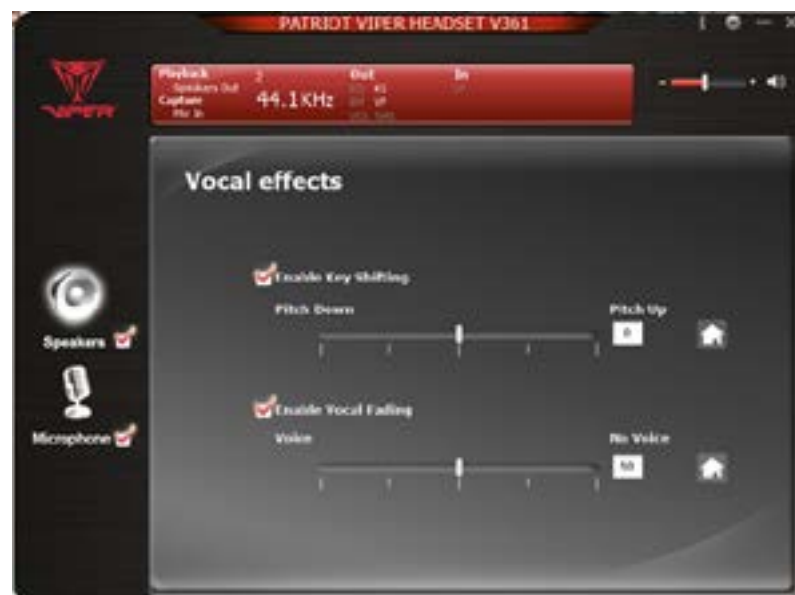 PATRIOT VIPER HEADSET V361
VIPER
Playback 2 Out In
Speakers Out
Capture 44.1KHz
Mic In
Vocal effects
Enable Key Shifting
Pitch Down Pitch Up
0
Speakers
Enable Vocal Fading
Microphone
Voice No Voice
50